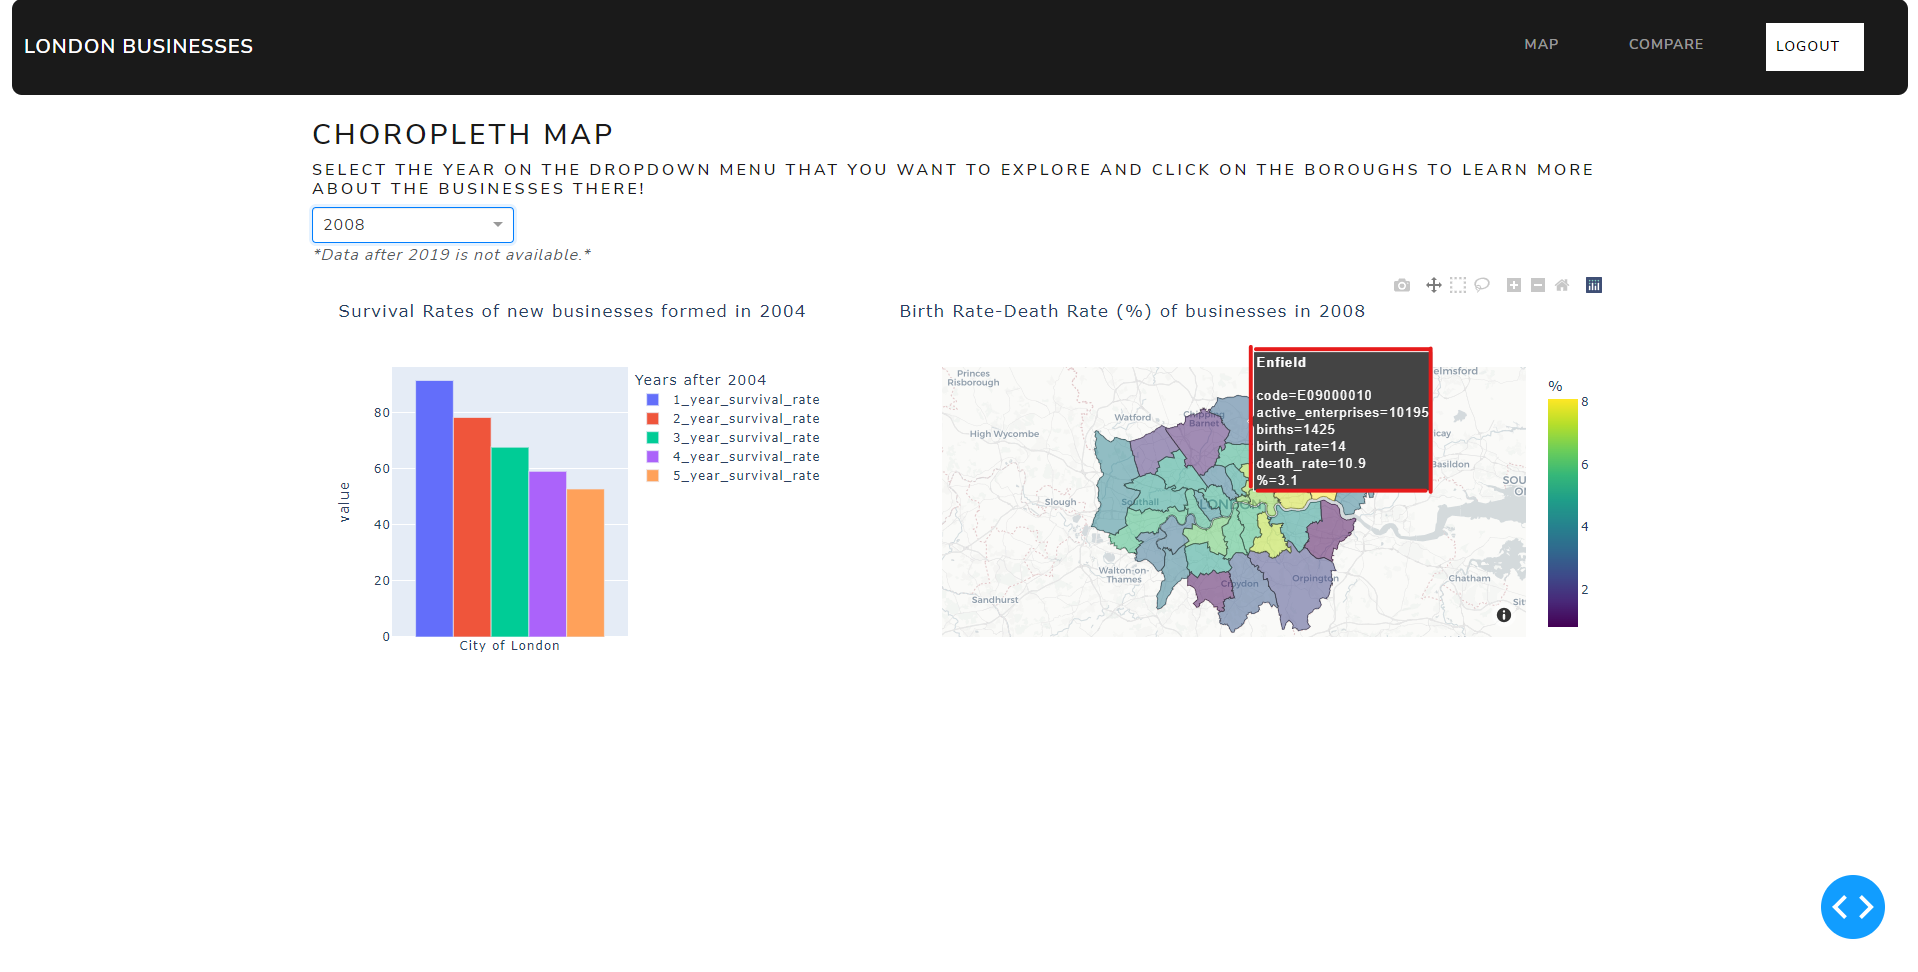 LONDON BUSINESSES
MAP
COMPARE
LOGOUT
CHOROPLETH MAP
SELECT THE YEAR ON THE DROPDOWN MENU THAT YOU WANT TO EXPLORE AND CLICK ON THE BOROUGHS TO LEARN MORE
ABOUT THE BUSINESSES THERE!
2008
*Data after 2019 is not available.*
Survival Rates of new businesses formed in 2004
value
80
60
40
20
0
City of London
Years after 2004
1_year_survival_rate
2_year_survival_rate
3_year_survival_rate
4_year_survival_rate
5_year_survival_rate
Birth Rate-Death Rate (%) of businesses in 2008
Princes
Risborough
High Wycombe
Watford
Chipping
Barnet
Slough
Southall
LONDON
Walton-on-
Thames
Sandhurst
Croydon
Orpington
Chatham
Basildon
elmsford
icay
SOU
O
Sit
Enfield
code=E09000010
active_enterprises=10195
births=1425
birth_rate=14
death_rate=10.9
%=3.1
%
8
6
4
2